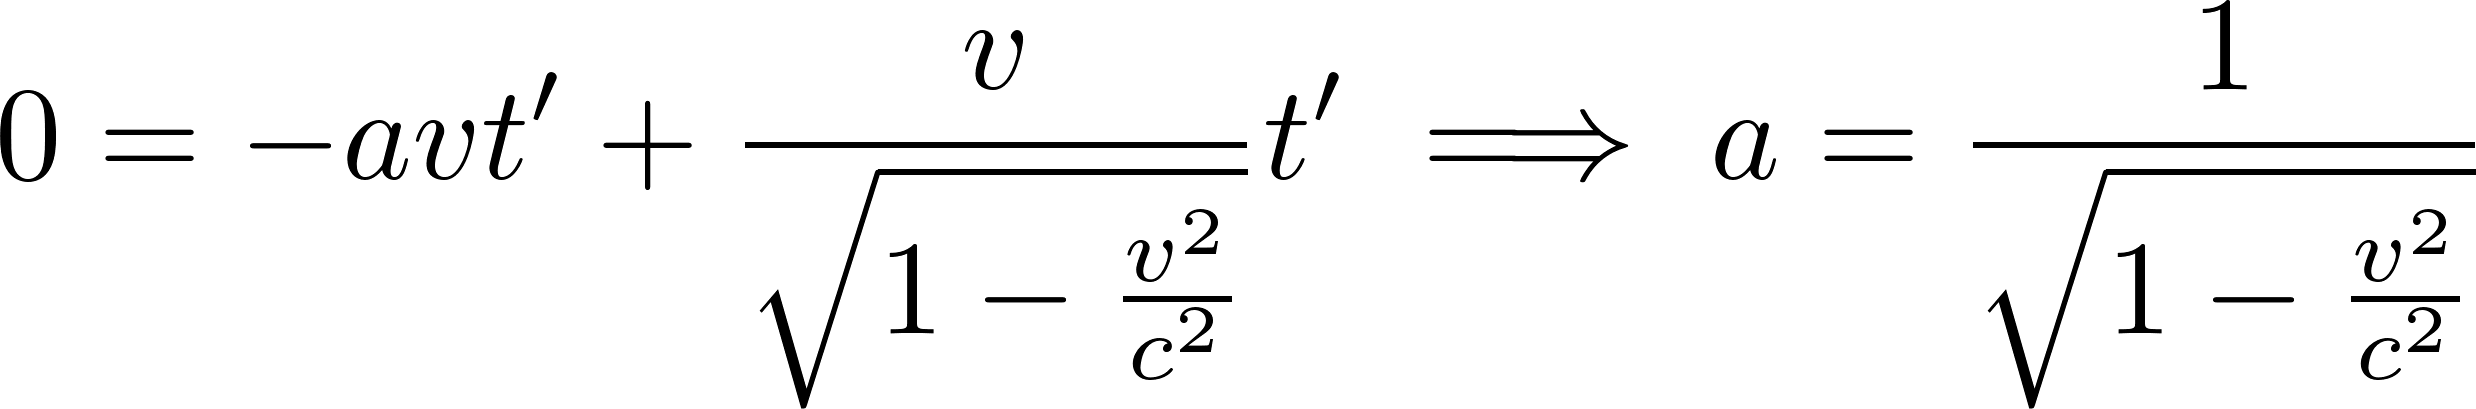 0 = -avt' + \frac{v}{\sqrt{1 - \frac{v^2}{c^2}}}t' \implies a = \frac{1}{\sqrt{1 - \frac{v^2}{c^2}}}